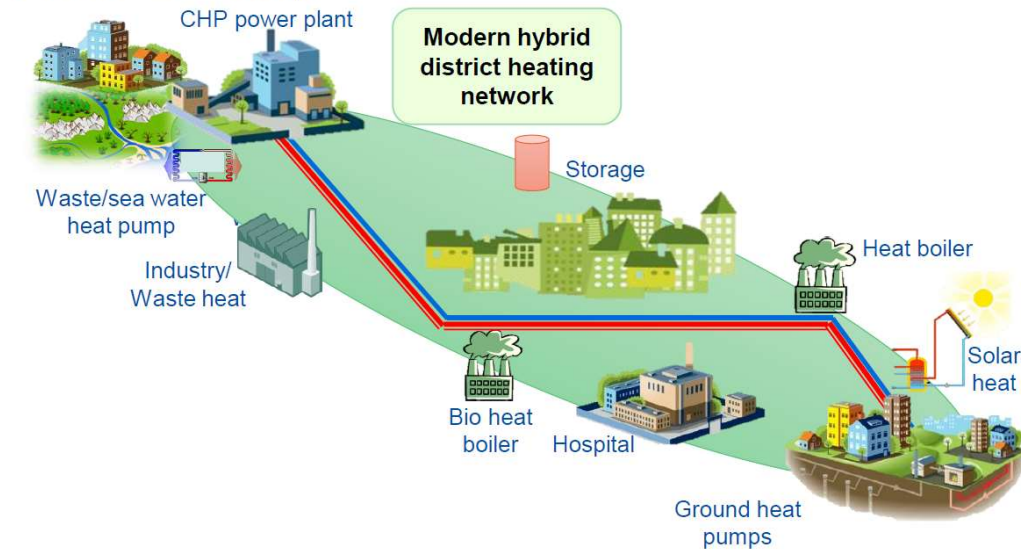 CHP power plant
Modern hybrid
district heating
network
Storage
Waste/sea water
heat pump
Industry/
Waste heat
Heat boiler
Solar
heat
Bio heat
boiler
Hospital
Ground heat
pumps